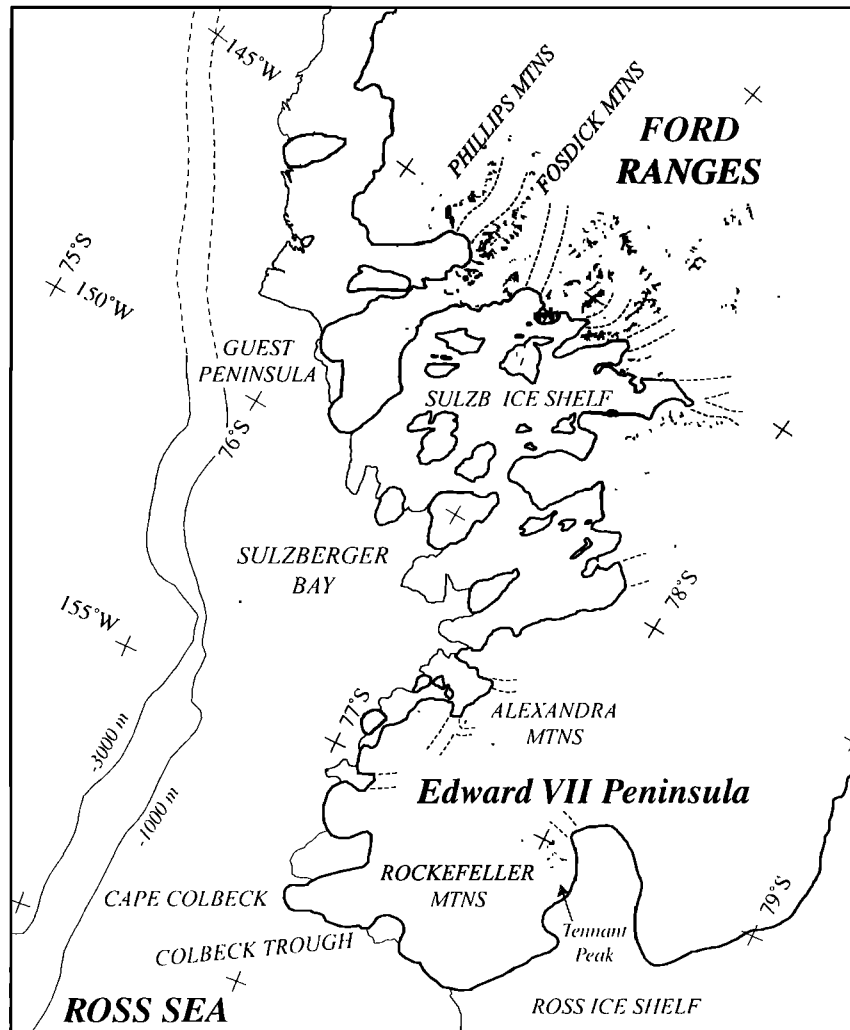 145°W
PHILLIPS MTNS
FOSDICK MTNS
FORD
RANGES
75°S
150°W
GUEST
PENINSULA
SULZB ICE SHELF
76°S
SULZBERGER
BAY
155°W
78°S
77°S
ALEXANDRA
MTNS
-3000 m
-1000 m
Edward VII Peninsula
ROCKEFELLER
MTNS
CAPE COLBECK
79°S
COLBECK TROUGH
Tennant
Peak
ROSS SEA
ROSS ICE SHELF